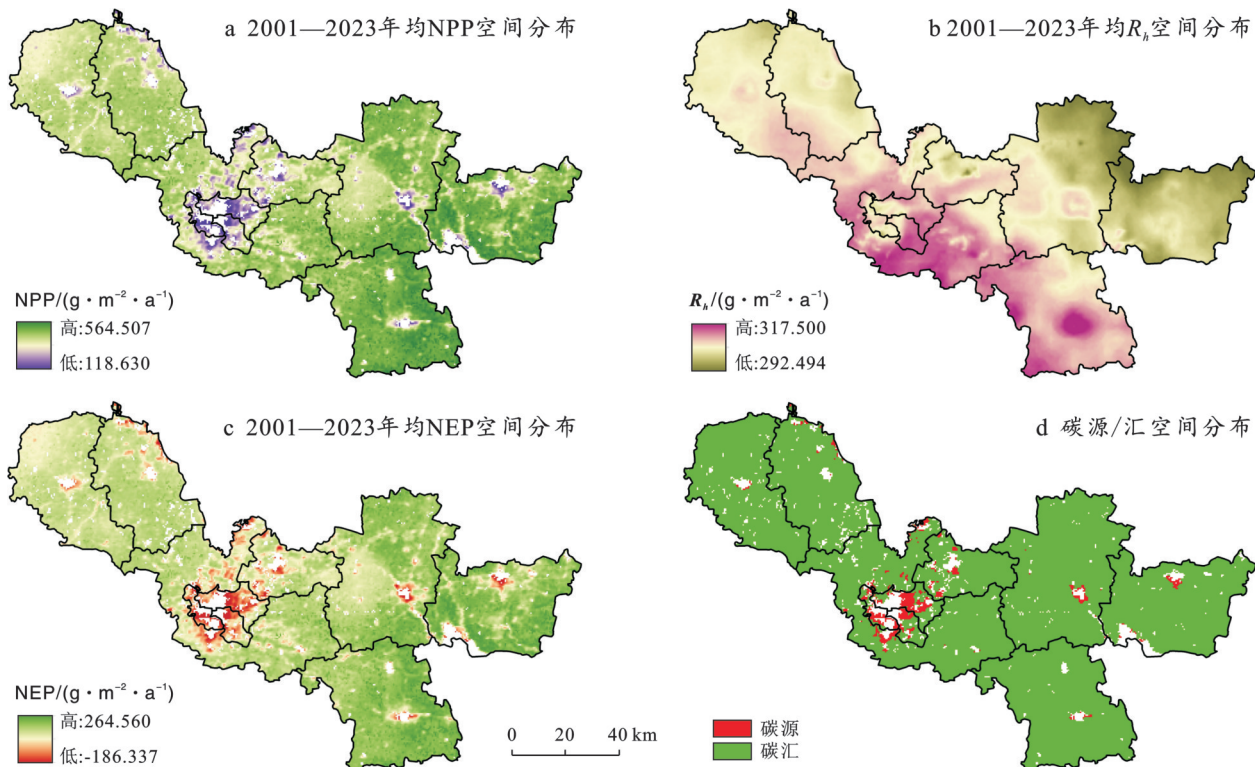 a 2001—2023年均NPP空间分布
NPP/(g·m⁻²·a⁻¹)
高:564.507
低:118.630
b 2001—2023年均Rₕ空间分布
Rₕ/(g·m⁻²·a⁻¹)
高:317.500
低:292.494
c 2001—2023年均NEP空间分布
NEP/(g·m⁻²·a⁻¹)
高:264.560
低:-186.337
0 20 40 km
d 碳源/汇空间分布
碳源
碳汇